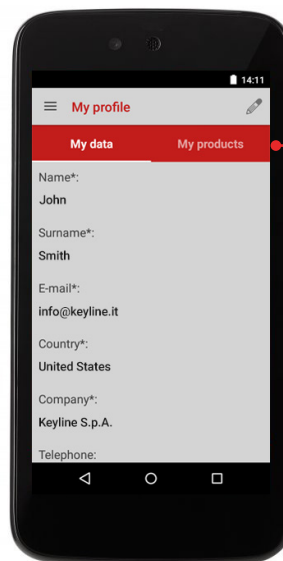 14:11
My profile
My data My products
Name*:
John
Surname*:
Smith
E-mail*:
info@keyline.it
Country*:
United States
Company*:
Keyline S.p.A.
Telephone: